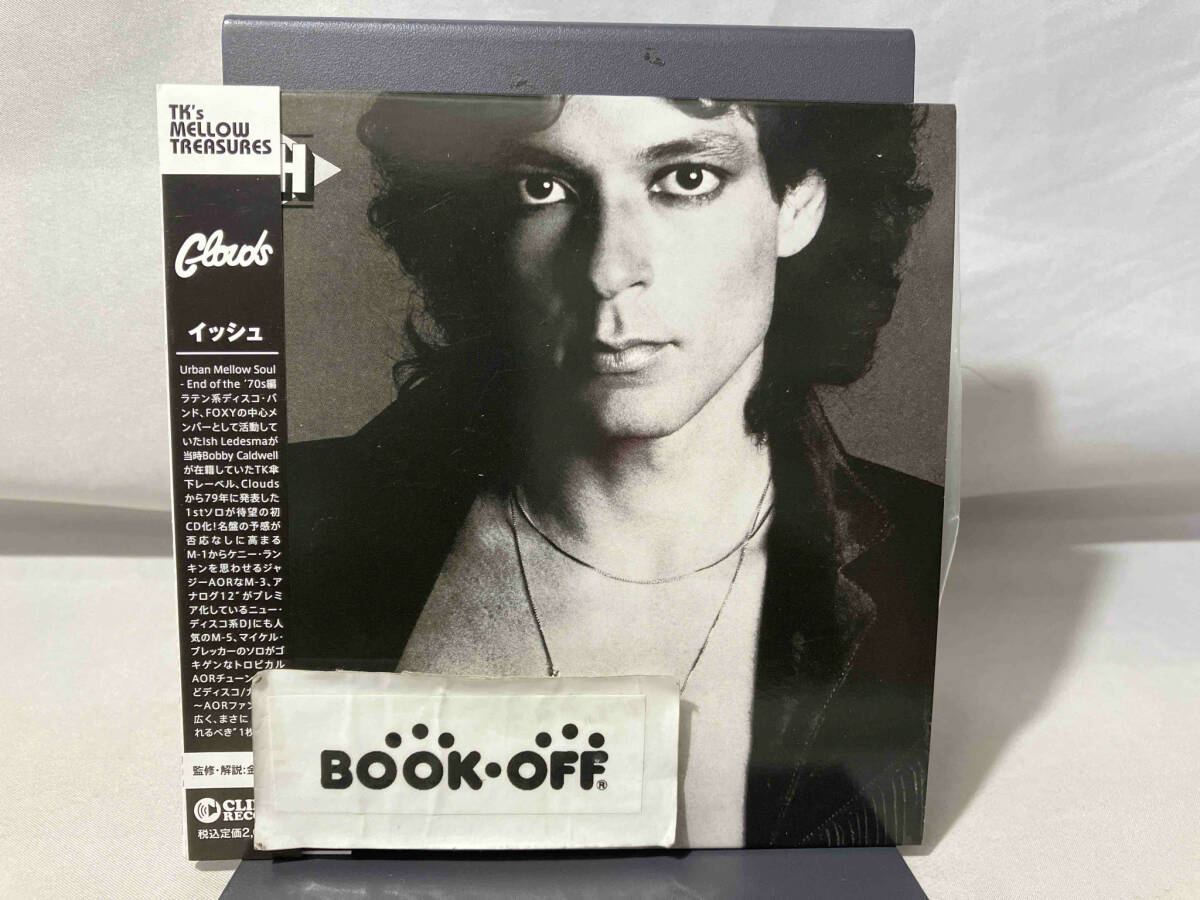 TK's
MELLOW
TREASURES
H
Clouds
イッシュ
Urban Mellow Soul
- End of the '70s編
ラテン系ディスコ・バ
ンド、FOXYの中心メ
ンバーとして活動して
いたIsh Ledesmaが
当時Bobby Caldwell
が在籍していたTK傘
下レーベル、Clouds
から79年に発表した
1stソロが待望の初
CD化!名盤の予感が
否応なしに高まる
M-1からケニー・ラン
キンを思わせるジャ
ジーAORなM-3、ア
ナログ12"がプレミ
ア化しているニュー・
ディスコ系DJにも人
気のM-5、マイケル・
ブレッカーのソロがゴ
キゲンなトロピカル
AORチューン
どディスコ/
~AORファン
広く、まさに
れるべき"1枚
監修・解説:金
RECO
税込定価2,
BOOK・OFF®